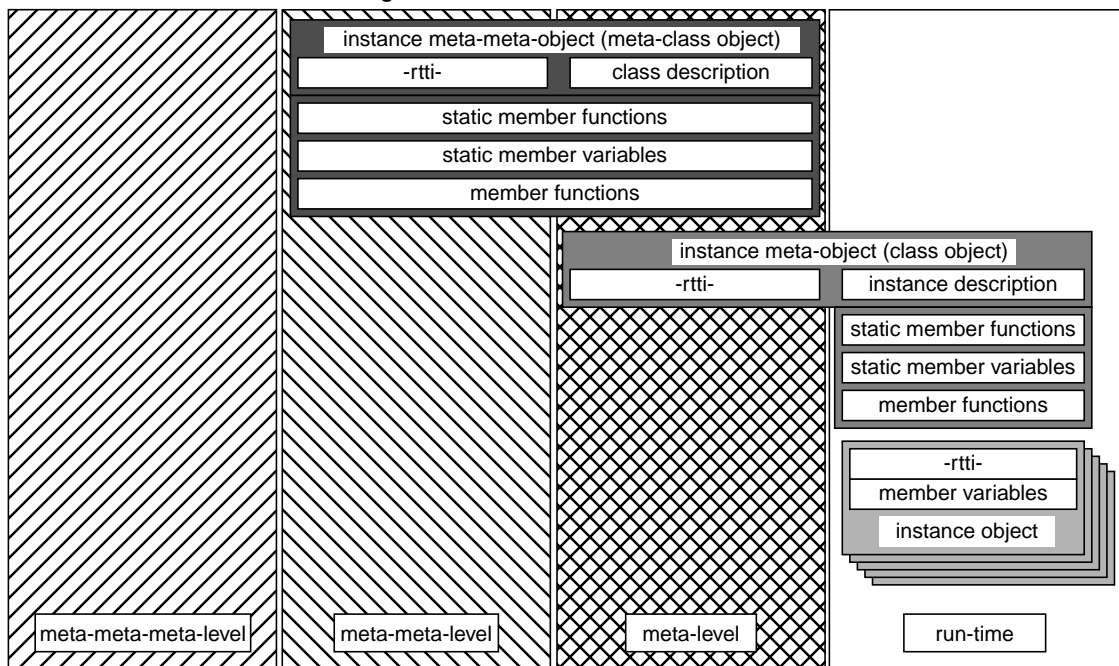 instance meta-meta-object (meta-class object)
-rtti-
class description
static member functions
static member variables
member functions
instance meta-object (class object)
-rtti-
instance description
static member functions
static member variables
member functions
-rtti-
member variables
instance object
meta-meta-meta-level
meta-meta-level
meta-level
run-time